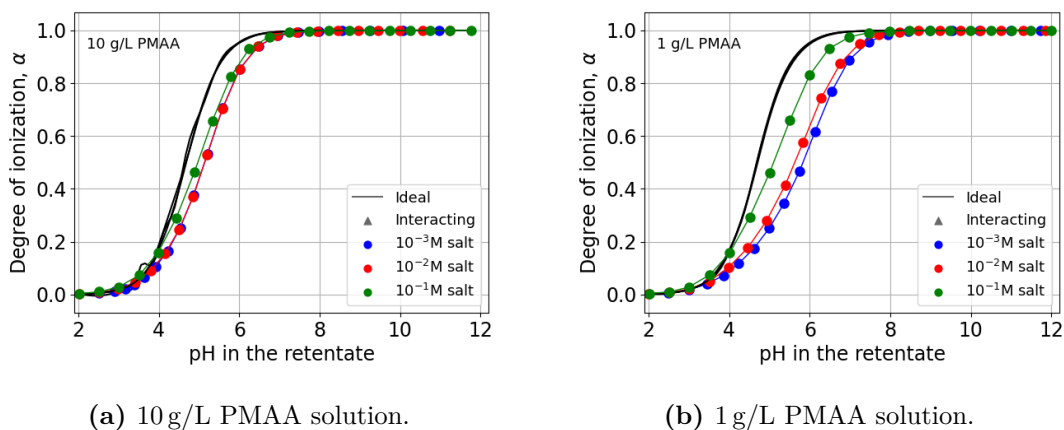 10 g/L PMAA
Degree of ionization, α
1.0
0.8
0.6
0.4
0.2
0.0
2 4 6 8 10 12
pH in the retentate
Ideal
Interacting
10⁻³M salt
10⁻²M salt
10⁻¹M salt
(a) 10 g/L PMAA solution.
1 g/L PMAA
Degree of ionization, α
1.0
0.8
0.6
0.4
0.2
0.0
2 4 6 8 10 12
pH in the retentate
Ideal
Interacting
10⁻³M salt
10⁻²M salt
10⁻¹M salt
(b) 1 g/L PMAA solution.